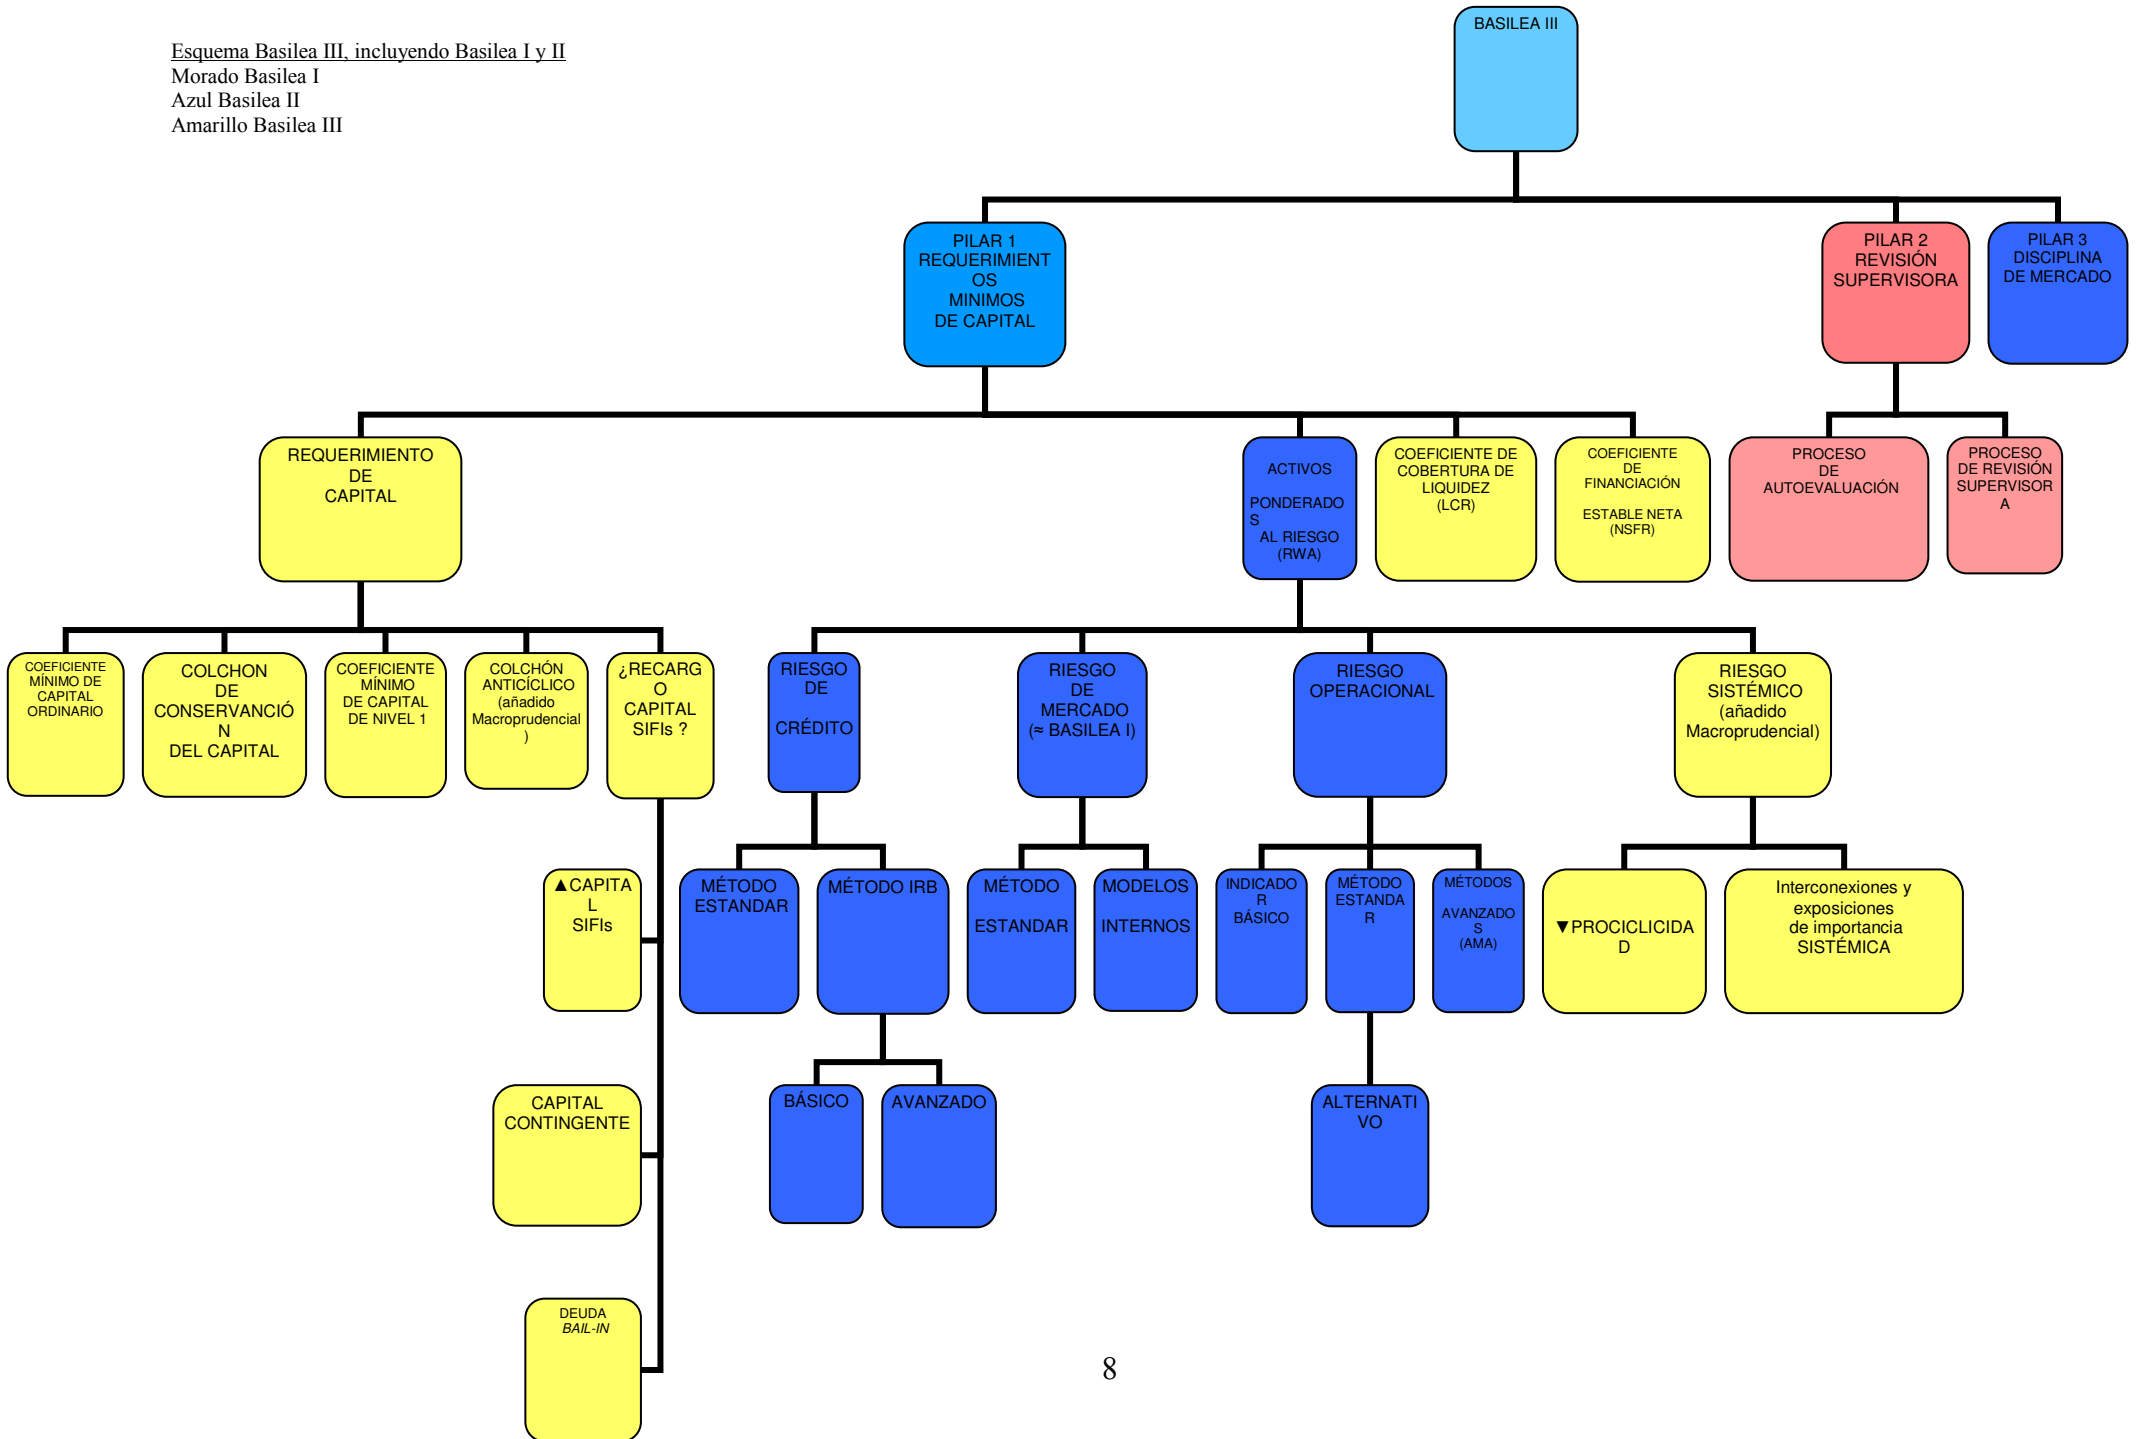 Esquema Basilea III, incluyendo Basilea I y II
Morado Basilea I
Azul Basilea II
Amarillo Basilea III
BASILEA III
PILAR 1
REQUERIMIENT
OS
MINIMOS
DE CAPITAL
PILAR 2
REVISIÓN
SUPERVISORA
PILAR 3
DISCIPLINA
DE MERCADO
REQUERIMIENTO
DE
CAPITAL
ACTIVOS
PONDERADO
S
AL RIESGO
(RWA)
COEFICIENTE DE
COBERTURA DE
LIQUIDEZ
(LCR)
COEFICIENTE
DE
FINANCIACIÓN
ESTABLE NETA
(NSFR)
PROCESO
DE
AUTOEVALUACIÓN
PROCESO
DE REVISIÓN
SUPERVISOR
A
COEFICIENTE
MÍNIMO DE
CAPITAL
ORDINARIO
COLCHON
DE
CONSERVANCIÓ
N
DEL CAPITAL
COEFICIENTE
MÍNIMO
DE CAPITAL
DE NIVEL 1
COLCHÓN
ANTICÍCLICO
(añadido
Macroprudencial
)
¿RECARG
O
CAPITAL
SIFIs ?
RIESGO
DE
CRÉDITO
RIESGO
DE
MERCADO
(≈ BASILEA I)
RIESGO
OPERACIONAL
RIESGO
SISTÉMICO
(añadido
Macroprudencial)
▲CAPITA
L
SIFIs
MÉTODO
ESTANDAR
MÉTODO IRB
MÉTODO
ESTANDAR
MODELOS
INTERNOS
INDICADO
R
BÁSICO
MÉTODO
ESTANDA
R
MÉTODOS
AVANZADO
S
(AMA)
▼PROCICLICIDA
D
Interconexiones y
exposiciones
de importancia
SISTÉMICA
CAPITAL
CONTINGENTE
BÁSICO
AVANZADO
ALTERNATI
VO
DEUDA
BAIL-IN
8